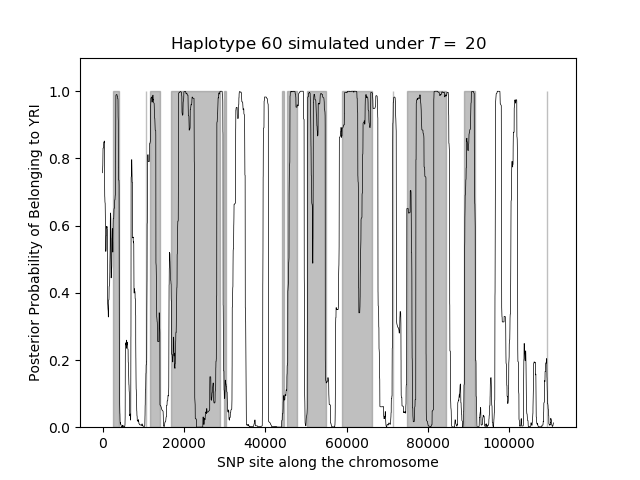 Haplotype 60 simulated under T = 20
Posterior Probability of Belonging to YRI
1.0
0.8
0.6
0.4
0.2
0.0
0 20000 40000 60000 80000 100000
SNP site along the chromosome